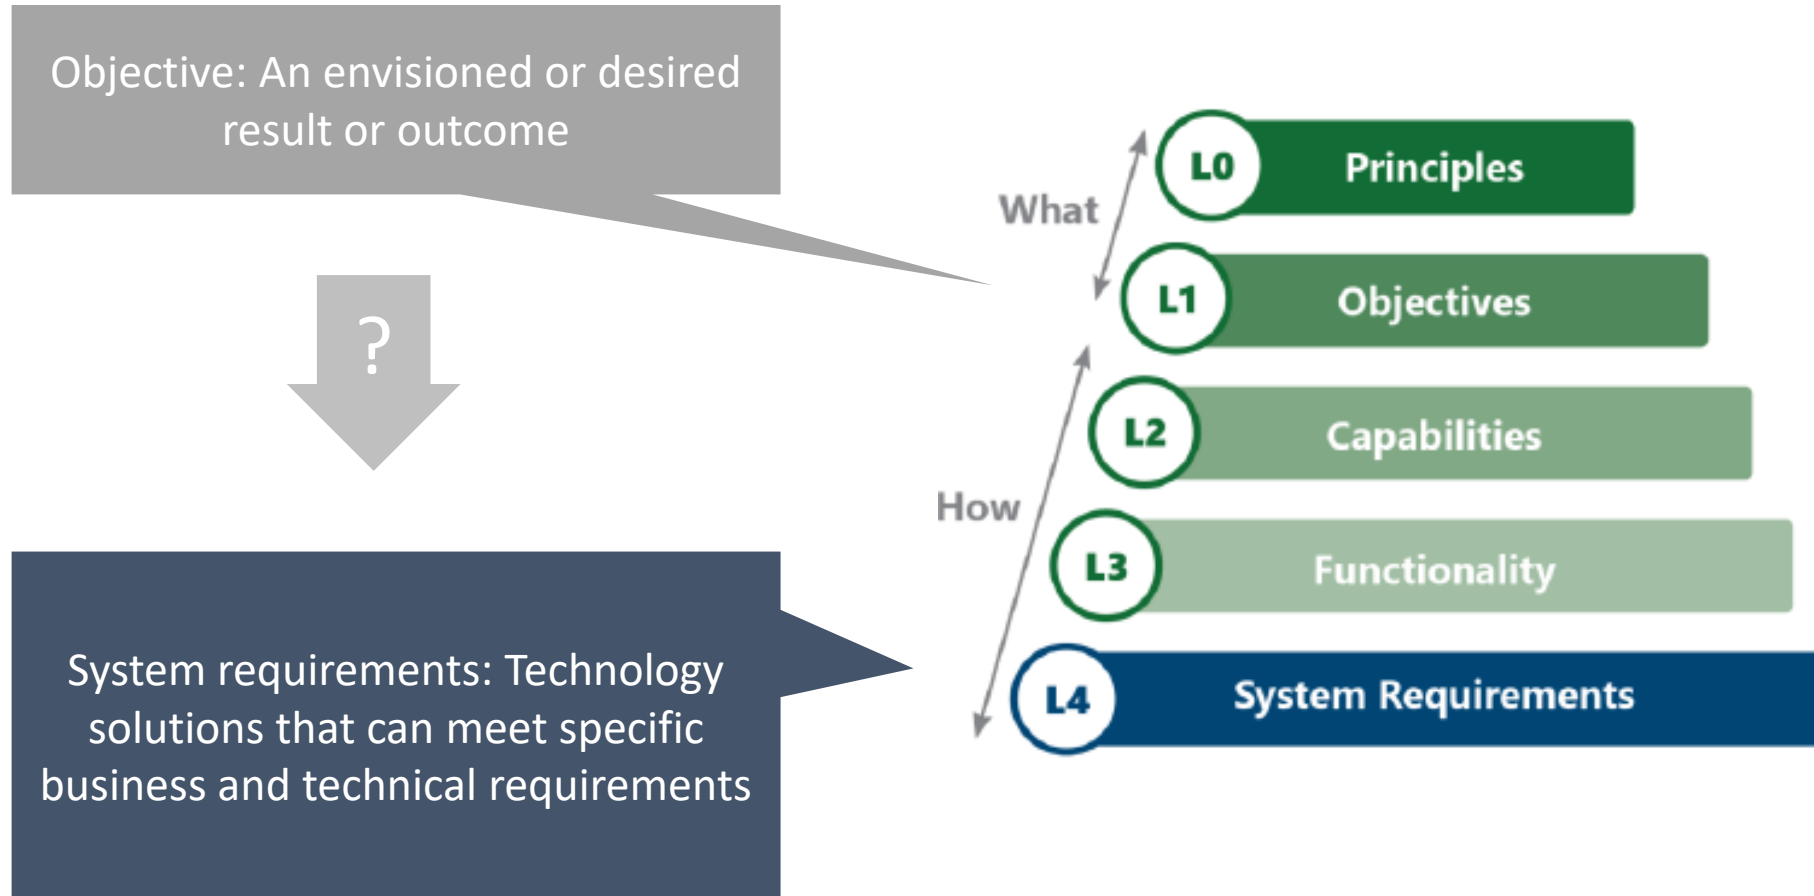 Objective: An envisioned or desired
result or outcome
?
System requirements: Technology
solutions that can meet specific
business and technical requirements
What
How
L0
Principles
L1
Objectives
L2
Capabilities
L3
Functionality
L4
System Requirements